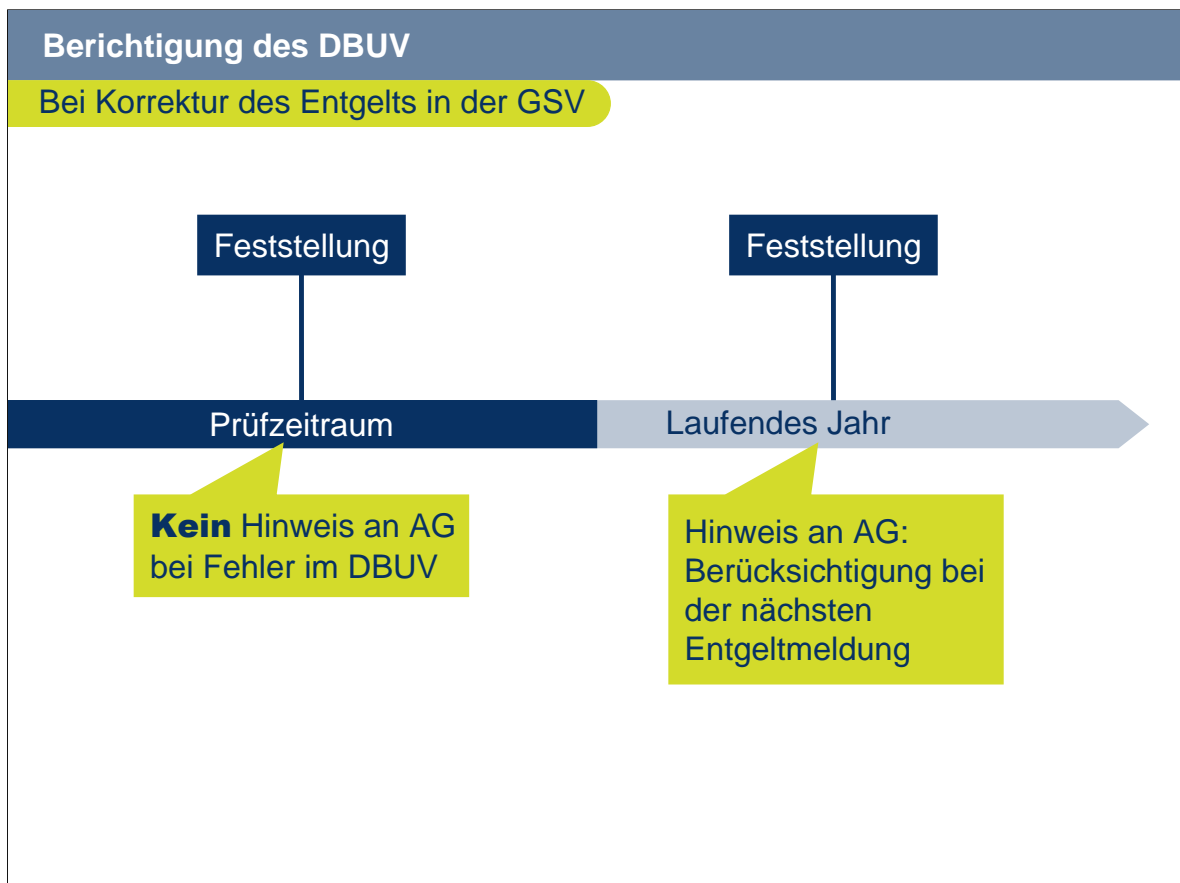 Berichtigung des DBUV
Bei Korrektur des Entgelts in der GSV
Feststellung
Feststellung
Prüfzeitraum
Laufendes Jahr
Kein Hinweis an AG
bei Fehler im DBUV
Hinweis an AG:
Berücksichtigung bei
der nächsten
Entgeltmeldung